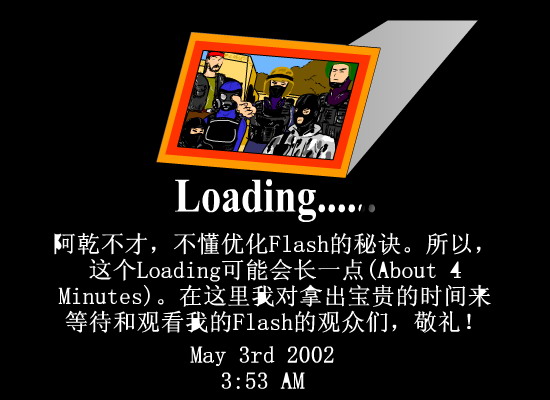 Loading......
阿乾不才，不懂优化Flash的秘诀。所以，
这个Loading可能会长一点(About 4
Minutes)。在这里我对拿出宝贵的时间来
等待和观看我的Flash的观众们，敬礼！
May 3rd 2002
3:53 AM